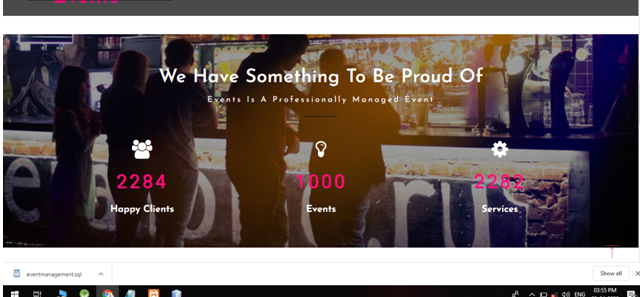 We Have Something To Be Proud Of
Events Is A Professionally Managed Event
2284 1000 2282
Happy Clients Events Services
eventmanagement.sql Show all
03:55 PM
ENG